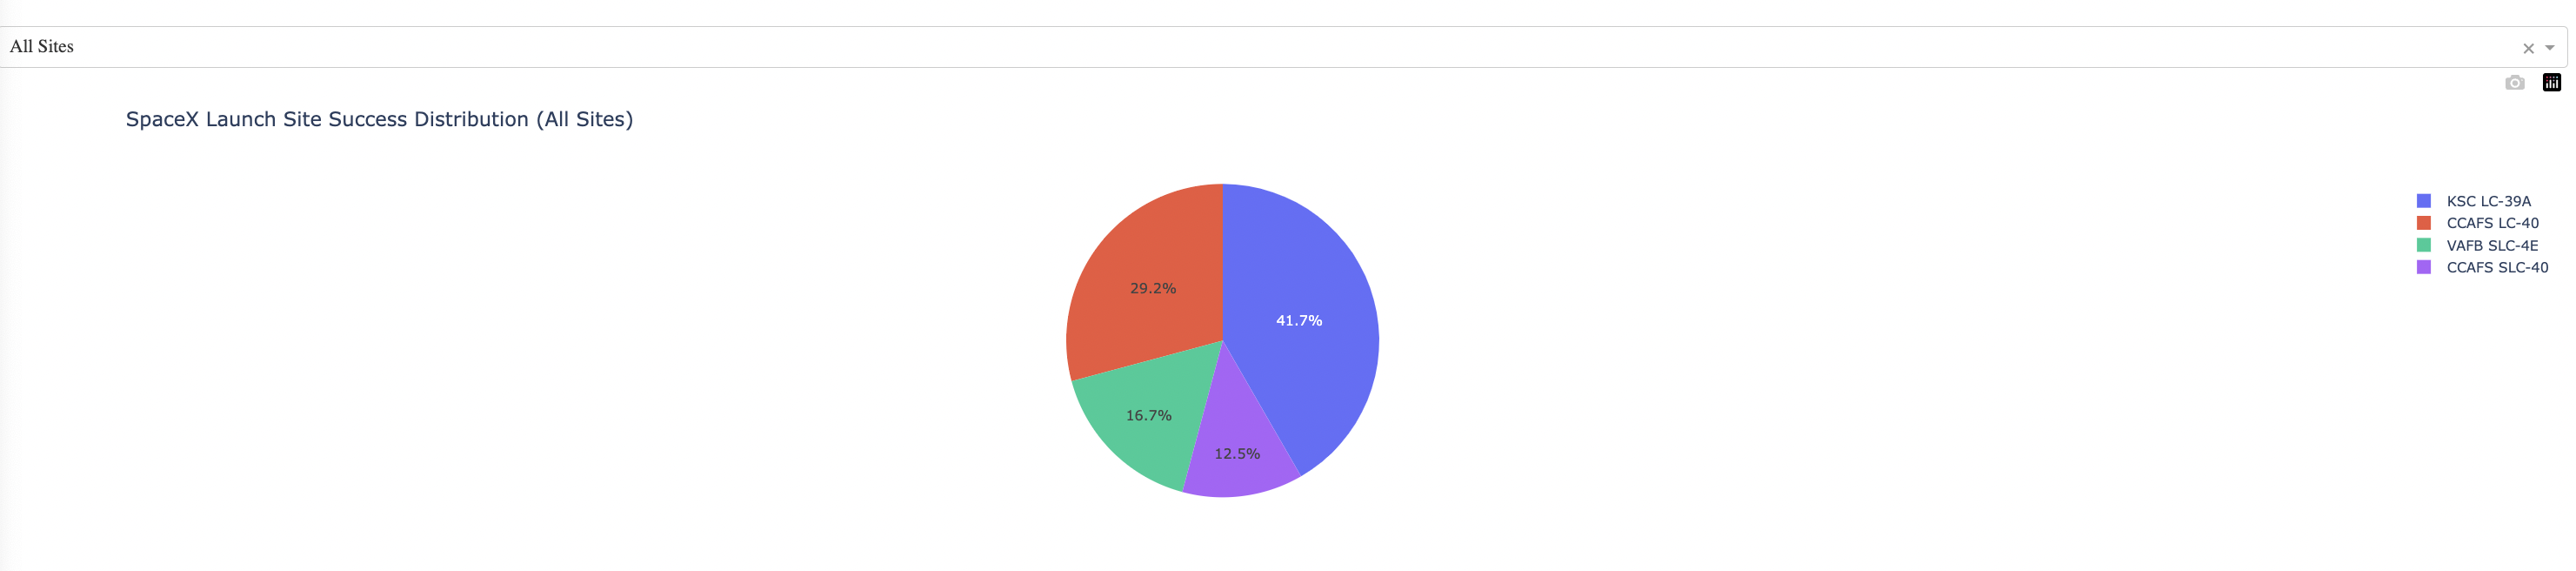 All Sites
SpaceX Launch Site Success Distribution (All Sites)
KSC LC-39A
CCAFS LC-40
VAFB SLC-4E
CCAFS SLC-40
29.2%
41.7%
16.7%
12.5%